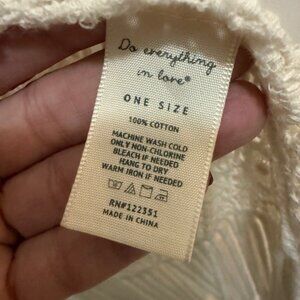 Do everything
in love®
ONE SIZE
100% COTTON
MACHINE WASH COLD
ONLY NON-CHLORINE
BLEACH IF NEEDED
HANG TO DRY
WARM IRON IF NEEDED
RN#122351
MADE IN CHINA